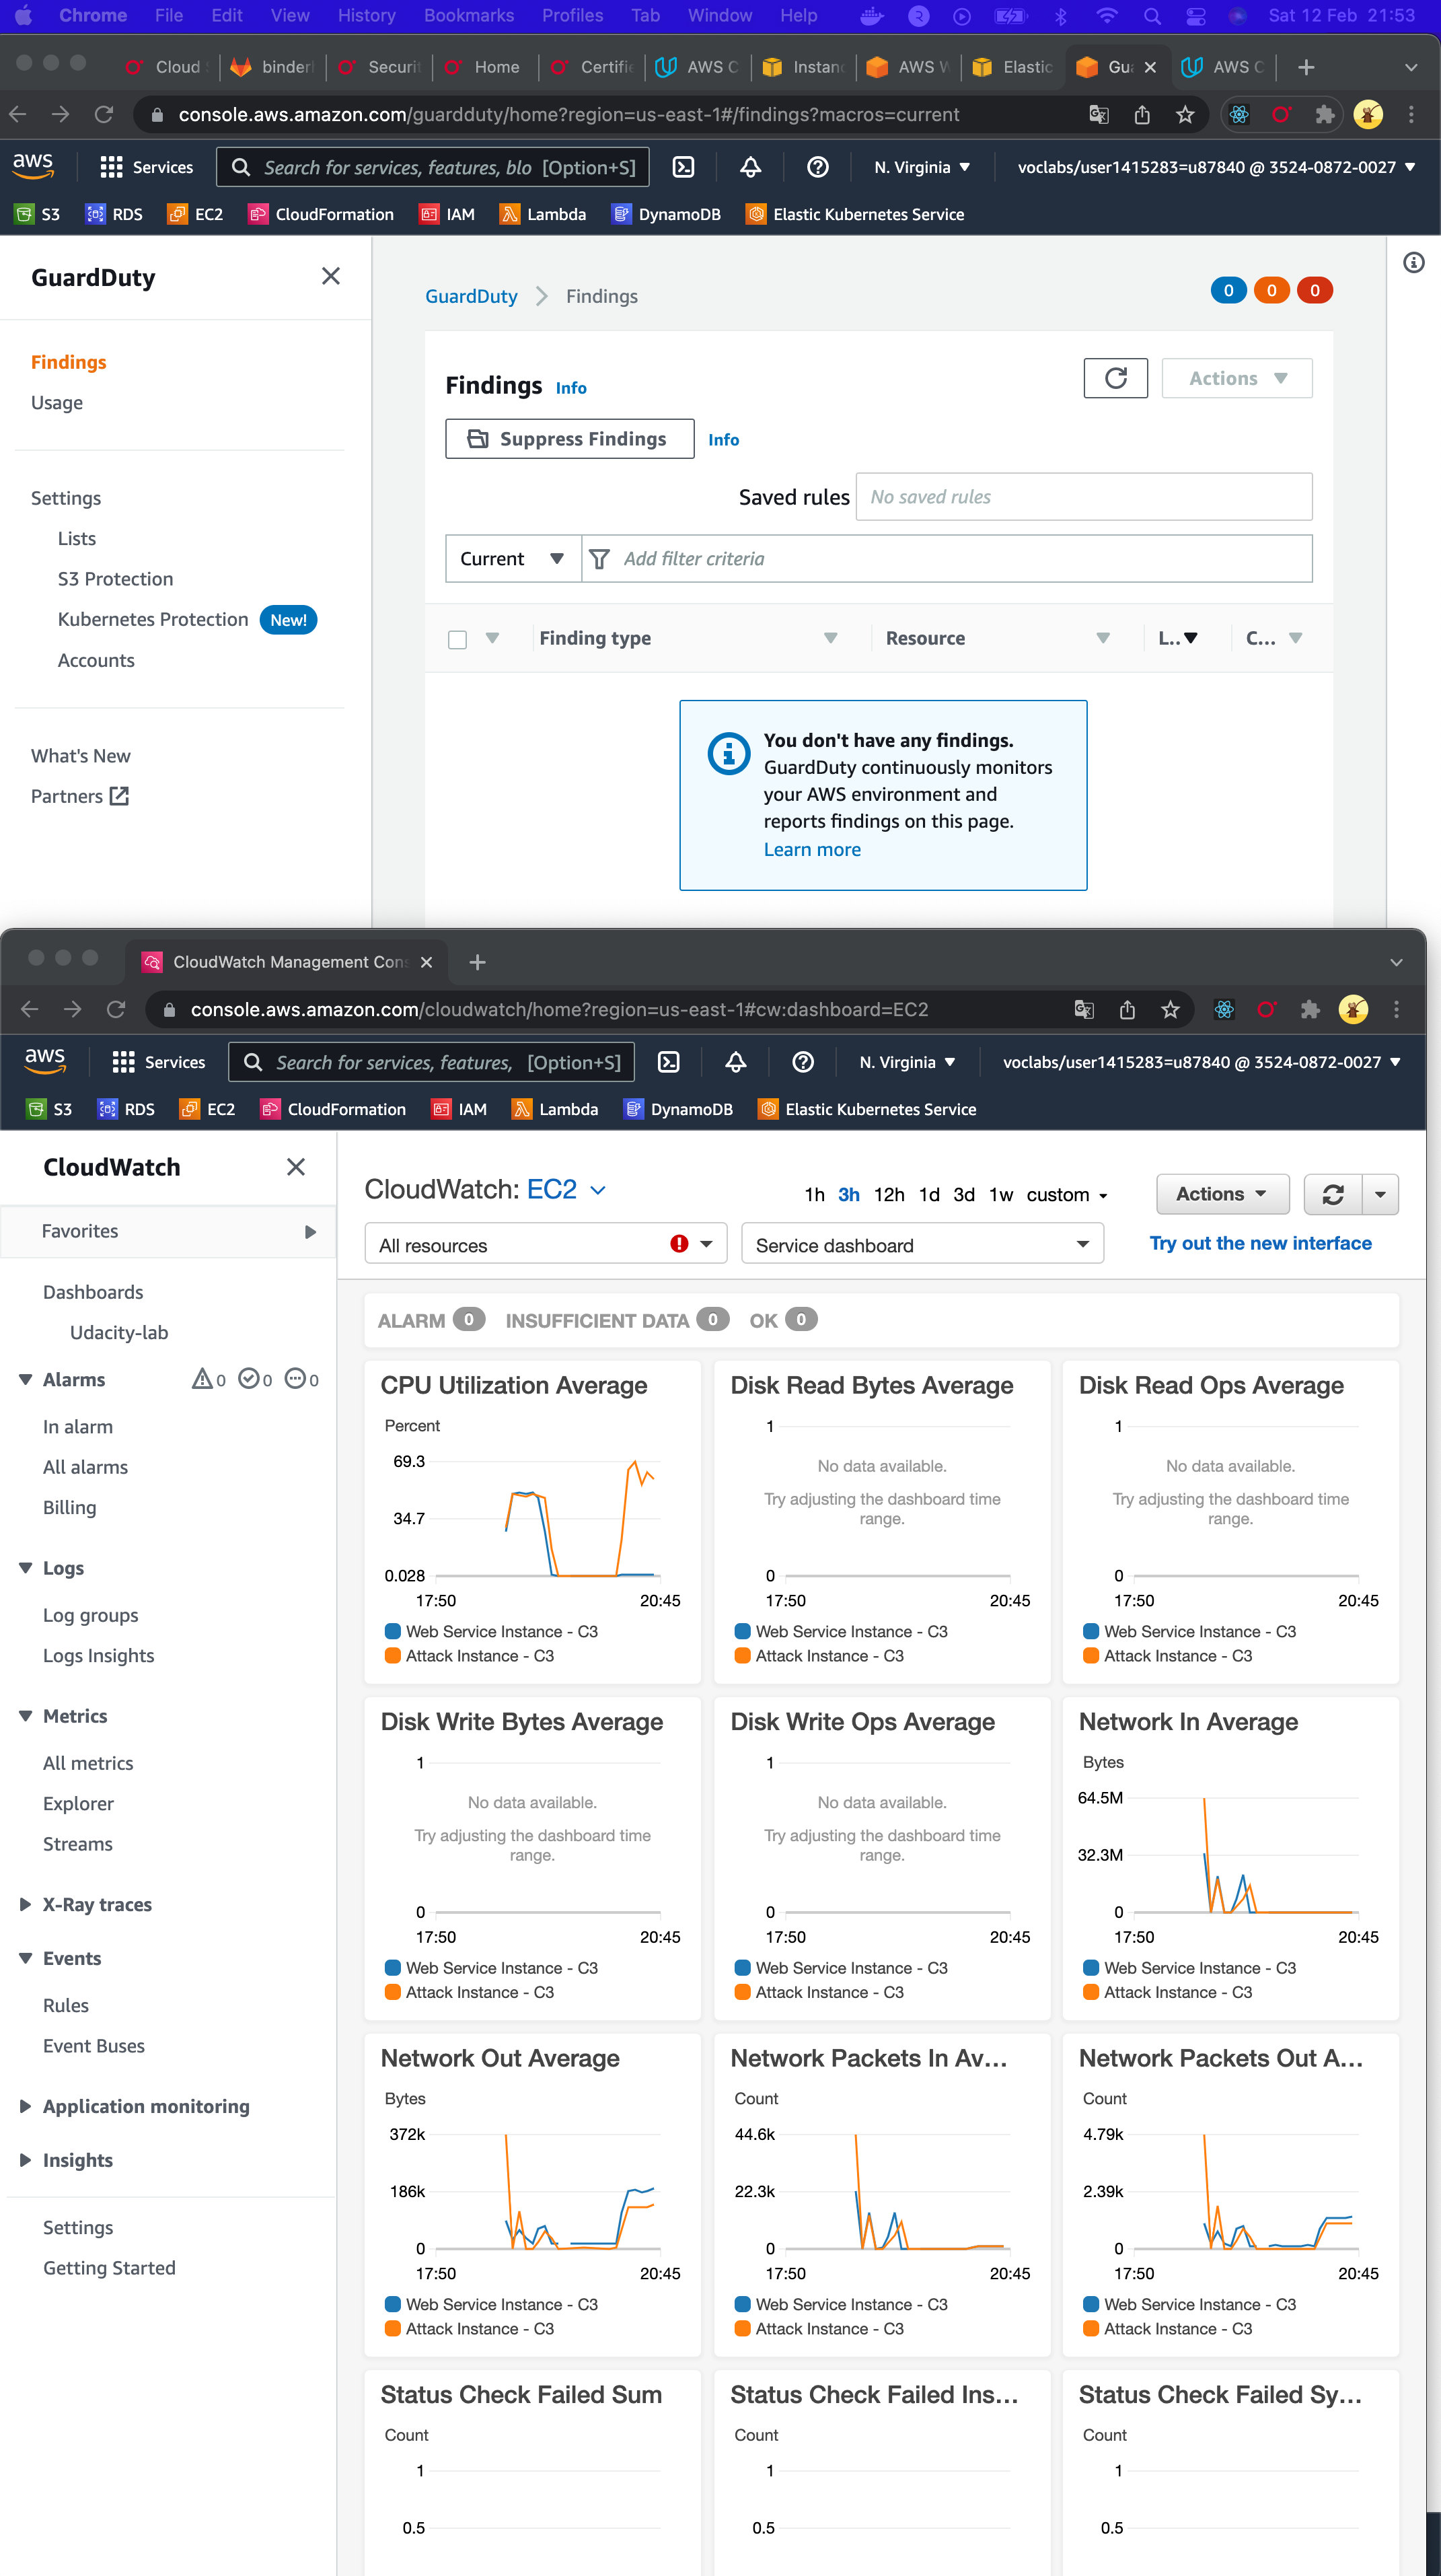 Chrome File Edit View History Bookmarks Profiles Tab Window Help Sat 12 Feb 21:53
Cloud binder Securit Home Certifi AWS C Instan AWS Elastic Gu AWS C
console.aws.amazon.com/guardduty/home?region=us-east-1#/findings?macros=current
aws Services Search for services, features, blo [Option+S] N. Virginia voclabs/user1415283=u87840 @ 3524-0872-0027
S3 RDS EC2 CloudFormation IAM Lambda DynamoDB Elastic Kubernetes Service
GuardDuty
Findings
Usage
Settings
Lists
S3 Protection
Kubernetes Protection New!
Accounts
What's New
Partners
GuardDuty Findings
0 0 0
Findings Info
Actions
Suppress Findings Info
Saved rules No saved rules
Current Add filter criteria
Finding type Resource L.. C...
You don't have any findings.
GuardDuty continuously monitors
your AWS environment and
reports findings on this page.
Learn more
CloudWatch Management Con
console.aws.amazon.com/cloudwatch/home?region=us-east-1#cw:dashboard=EC2
aws Services Search for services, features, [Option+S] N. Virginia voclabs/user1415283=u87840 @ 3524-0872-0027
S3 RDS EC2 CloudFormation IAM Lambda DynamoDB Elastic Kubernetes Service
CloudWatch
Favorites
Dashboards
Udacity-lab
Alarms 0 0 0
In alarm
All alarms
Billing
Logs
Log groups
Logs Insights
Metrics
All metrics
Explorer
Streams
X-Ray traces
Events
Rules
Event Buses
Application monitoring
Insights
Settings
Getting Started
CloudWatch: EC2
1h 3h 12h 1d 3d 1w custom
Actions
All resources
Service dashboard
Try out the new interface
ALARM 0 INSUFFICIENT DATA 0 OK 0
CPU Utilization Average
Percent
69.3
34.7
0.028
17:50 20:45
Web Service Instance - C3
Attack Instance - C3
Disk Read Bytes Average
1
No data available.
Try adjusting the dashboard time
range.
0
17:50 20:45
Web Service Instance - C3
Attack Instance - C3
Disk Read Ops Average
1
No data available.
Try adjusting the dashboard time
range.
0
17:50 20:45
Web Service Instance - C3
Attack Instance - C3
Disk Write Bytes Average
1
No data available.
Try adjusting the dashboard time
range.
0
17:50 20:45
Web Service Instance - C3
Attack Instance - C3
Disk Write Ops Average
1
No data available.
Try adjusting the dashboard time
range.
0
17:50 20:45
Web Service Instance - C3
Attack Instance - C3
Network In Average
Bytes
64.5M
32.3M
0
17:50 20:45
Web Service Instance - C3
Attack Instance - C3
Network Out Average
Bytes
372k
186k
0
17:50 20:45
Web Service Instance - C3
Attack Instance - C3
Network Packets In Av...
Count
44.6k
22.3k
0
17:50 20:45
Web Service Instance - C3
Attack Instance - C3
Network Packets Out A...
Count
4.79k
2.39k
0
17:50 20:45
Web Service Instance - C3
Attack Instance - C3
Status Check Failed Sum
Count
1
0.5
Status Check Failed Ins...
Count
1
0.5
Status Check Failed Sy...
Count
1
0.5